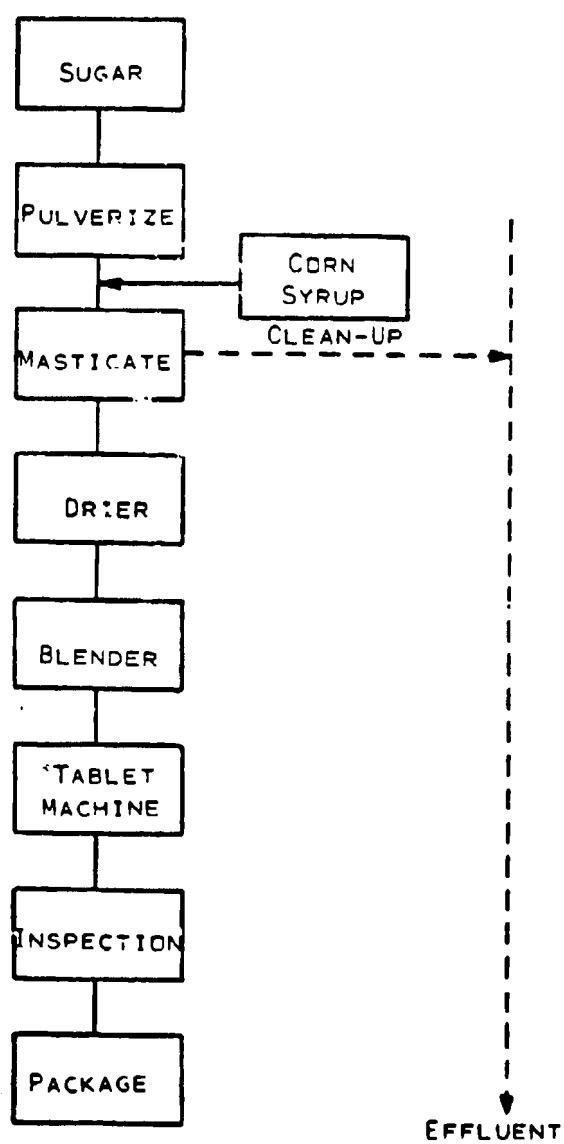 SUGAR
PULVERIZE
CORN
SYRUP
CLEAN-UP
MASTICATE
DRIER
BLENDER
TABLET
MACHINE
INSPECTION
PACKAGE
EFFLUENT